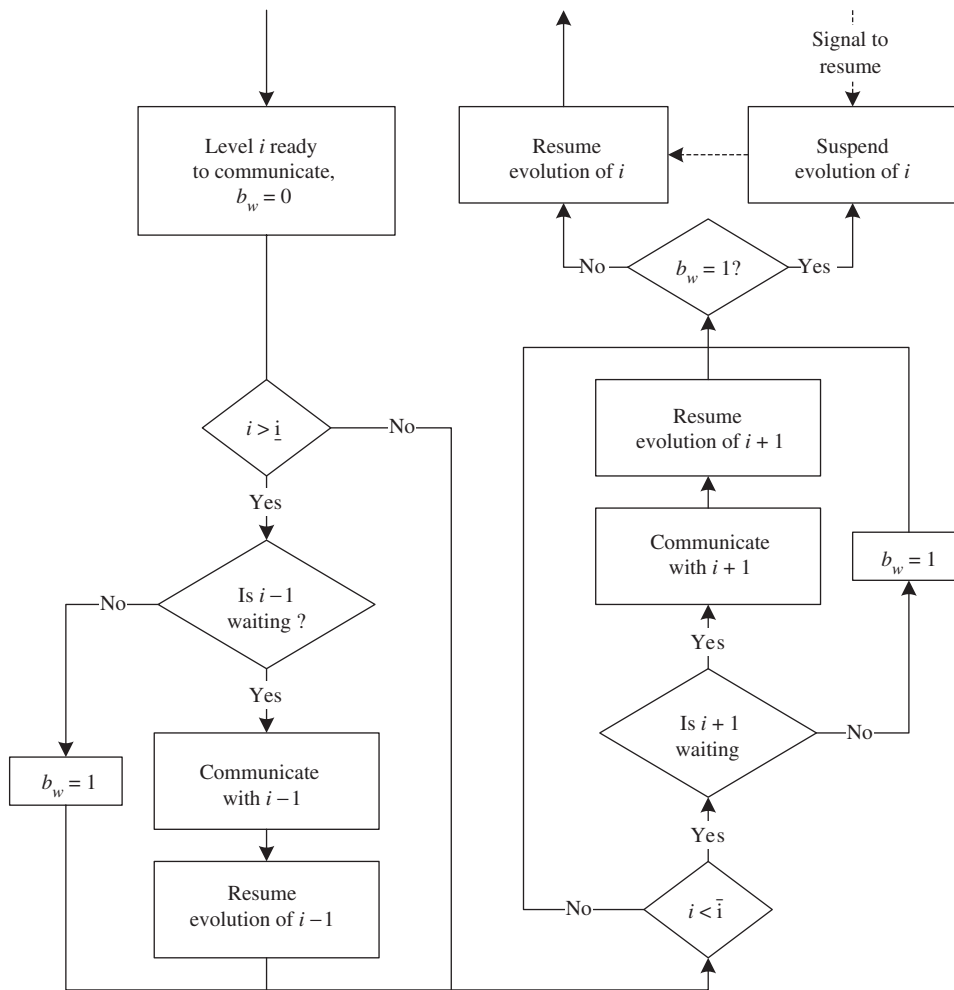 Level i ready
to communicate,
b_w = 0
i > i̲
No
Yes
Is i – 1
waiting ?
No
Yes
b_w = 1
Communicate
with i – 1
Resume
evolution of i – 1
Signal to
resume
Resume
evolution of i
Suspend
evolution of i
No
b_w = 1?
Yes
Resume
evolution of i + 1
Communicate
with i + 1
b_w = 1
Yes
Is i + 1
waiting
No
Yes
No
i < i̅